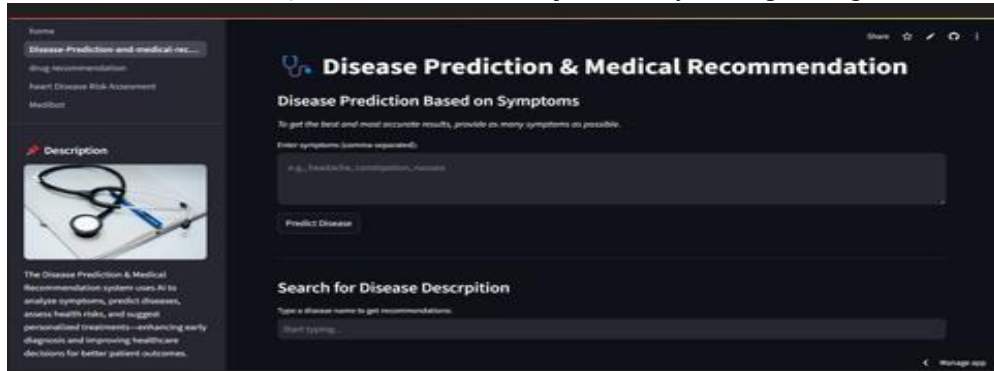 home
Disease-Prediction-and-medical-rec...
drug recommendation
heart Disease Risk Assessment
Medibot
📌 Description
The Disease Prediction & Medical
Recommendation system uses AI to
analyze symptoms, predict diseases,
assess health risks, and suggest
personalized treatments—enhancing early
diagnosis and improving healthcare
decisions for better patient outcomes.
Share
🩺 Disease Prediction & Medical Recommendation
Disease Prediction Based on Symptoms
To get the best and most accurate results, provide as many symptoms as possible.
Enter symptoms (comma-separated):
e.g., headache, constipation, nausea
Predict Disease
Search for Disease Descrpition
Type a disease name to get recommendations:
Start typing...
Manage app